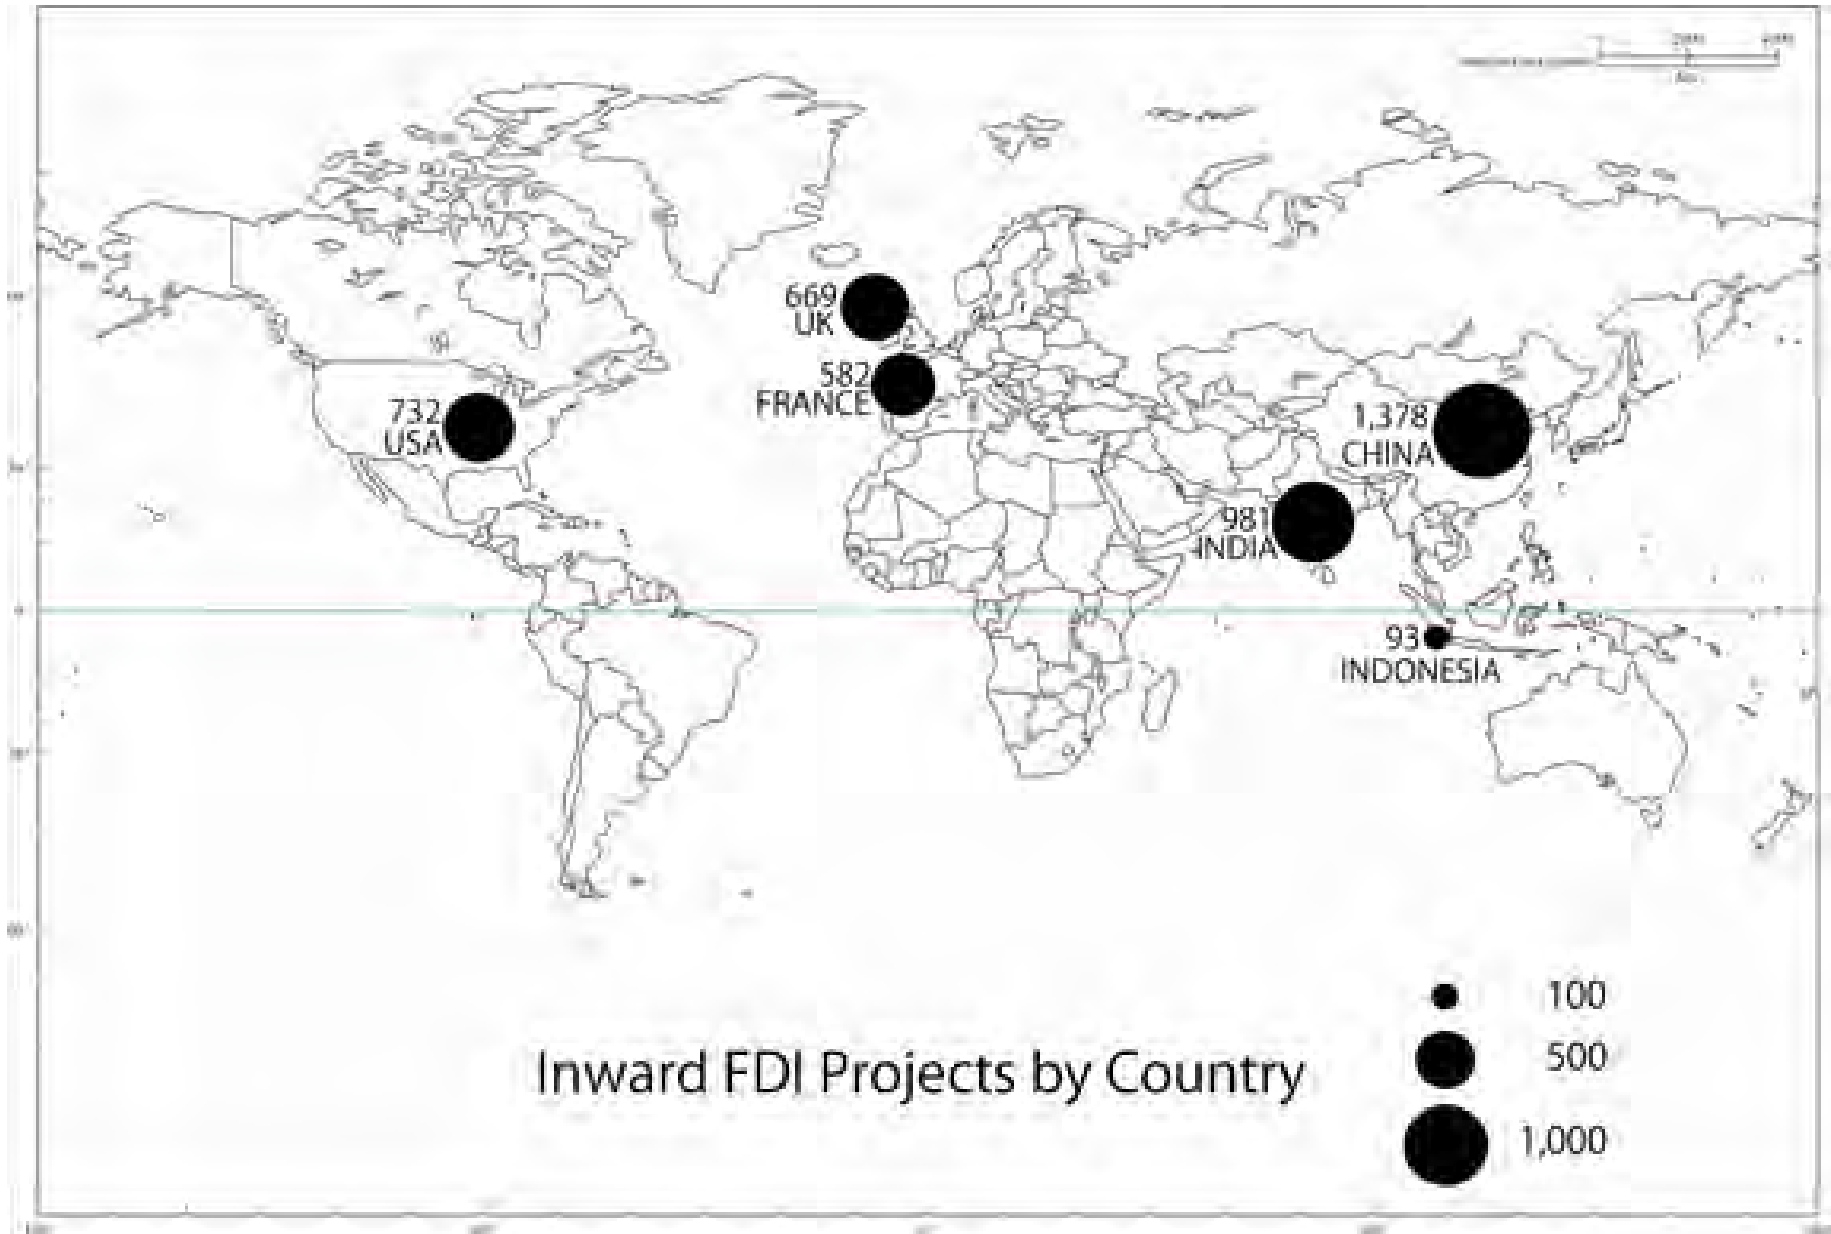 669
UK
582
FRANCE
732
USA
1,378
CHINA
981
INDIA
93
INDONESIA
100
500
1,000
Inward FDI Projects by Country